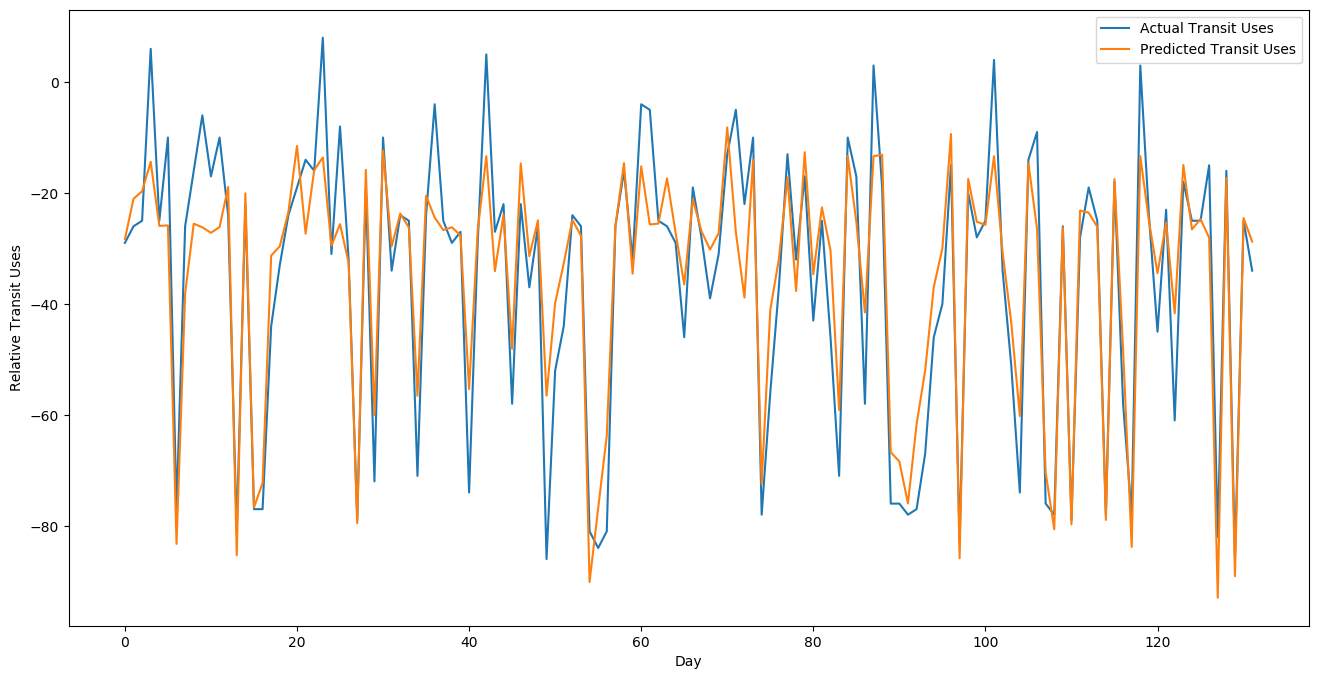 Actual Transit Uses
Predicted Transit Uses
0
−20
−40
−60
−80
Relative Transit Uses
0 20 40 60 80 100 120
Day